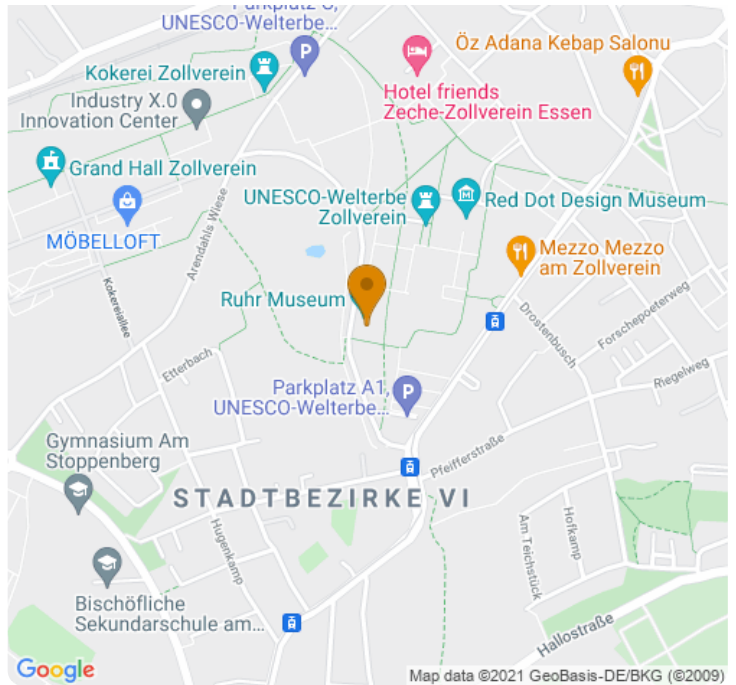 Parkplatz C,
UNESCO-Welterbe...
Kokerei Zollverein
Öz Adana Kebap Salonu
Hotel friends
Zeche-Zollverein Essen
Industry X.0
Innovation Center
Grand Hall Zollverein
UNESCO-Welterbe
Zollverein
Red Dot Design Museum
MÖBELLOFT
Arendahls Wiese
Mezzo Mezzo
am Zollverein
Kokereiallee
Ruhr Museum
Drostenbusch
Forschepoeterweg
Etterbach
Riegelweg
Parkplatz A1,
UNESCO-Welterbe...
Gymnasium Am
Stoppenberg
Pfeifferstraße
STADTBEZIRKE VI
Hugenkamp
Am Teichstück
Hofkamp
Bischöfliche
Sekundarschule am...
Hallostraße
Google
Map data ©2021 GeoBasis-DE/BKG (©2009)